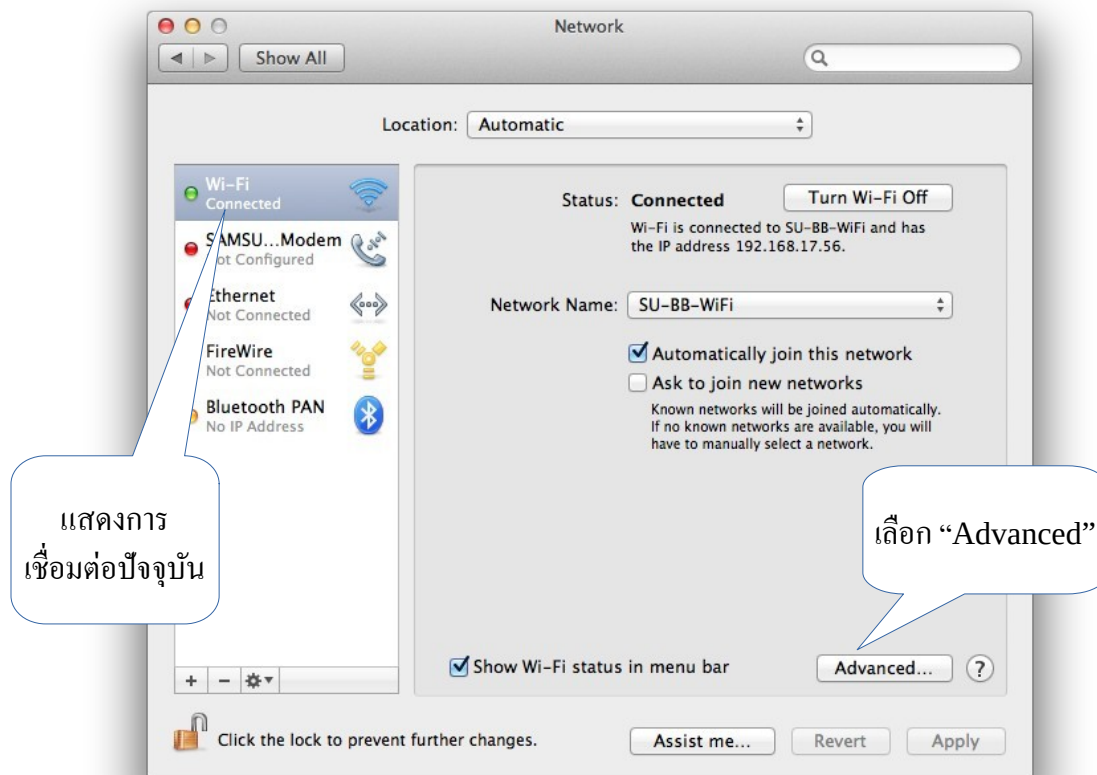 Network
Show All
Location: Automatic
Wi-Fi
Connected
SAMSU...Modem
Not Configured
Ethernet
Not Connected
FireWire
Not Connected
Bluetooth PAN
No IP Address
Status: Connected
Turn Wi-Fi Off
Wi-Fi is connected to SU-BB-WiFi and has
the IP address 192.168.17.56.
Network Name: SU-BB-WiFi
Automatically join this network
Ask to join new networks
Known networks will be joined automatically.
If no known networks are available, you will
have to manually select a network.
แสดงการ
เชื่อมต่อปัจจุบัน
เลือก “Advanced”
Show Wi-Fi status in menu bar
Advanced...
?
Click the lock to prevent further changes.
Assist me...
Revert
Apply